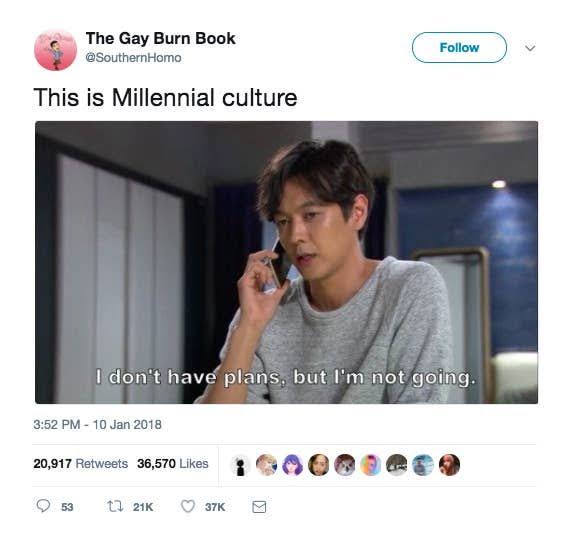 The Gay Burn Book
@SouthernHomo
Follow
This is Millennial culture
I don't have plans, but I'm not going.
3:52 PM - 10 Jan 2018
20,917 Retweets 36,570 Likes
53 21K 37K